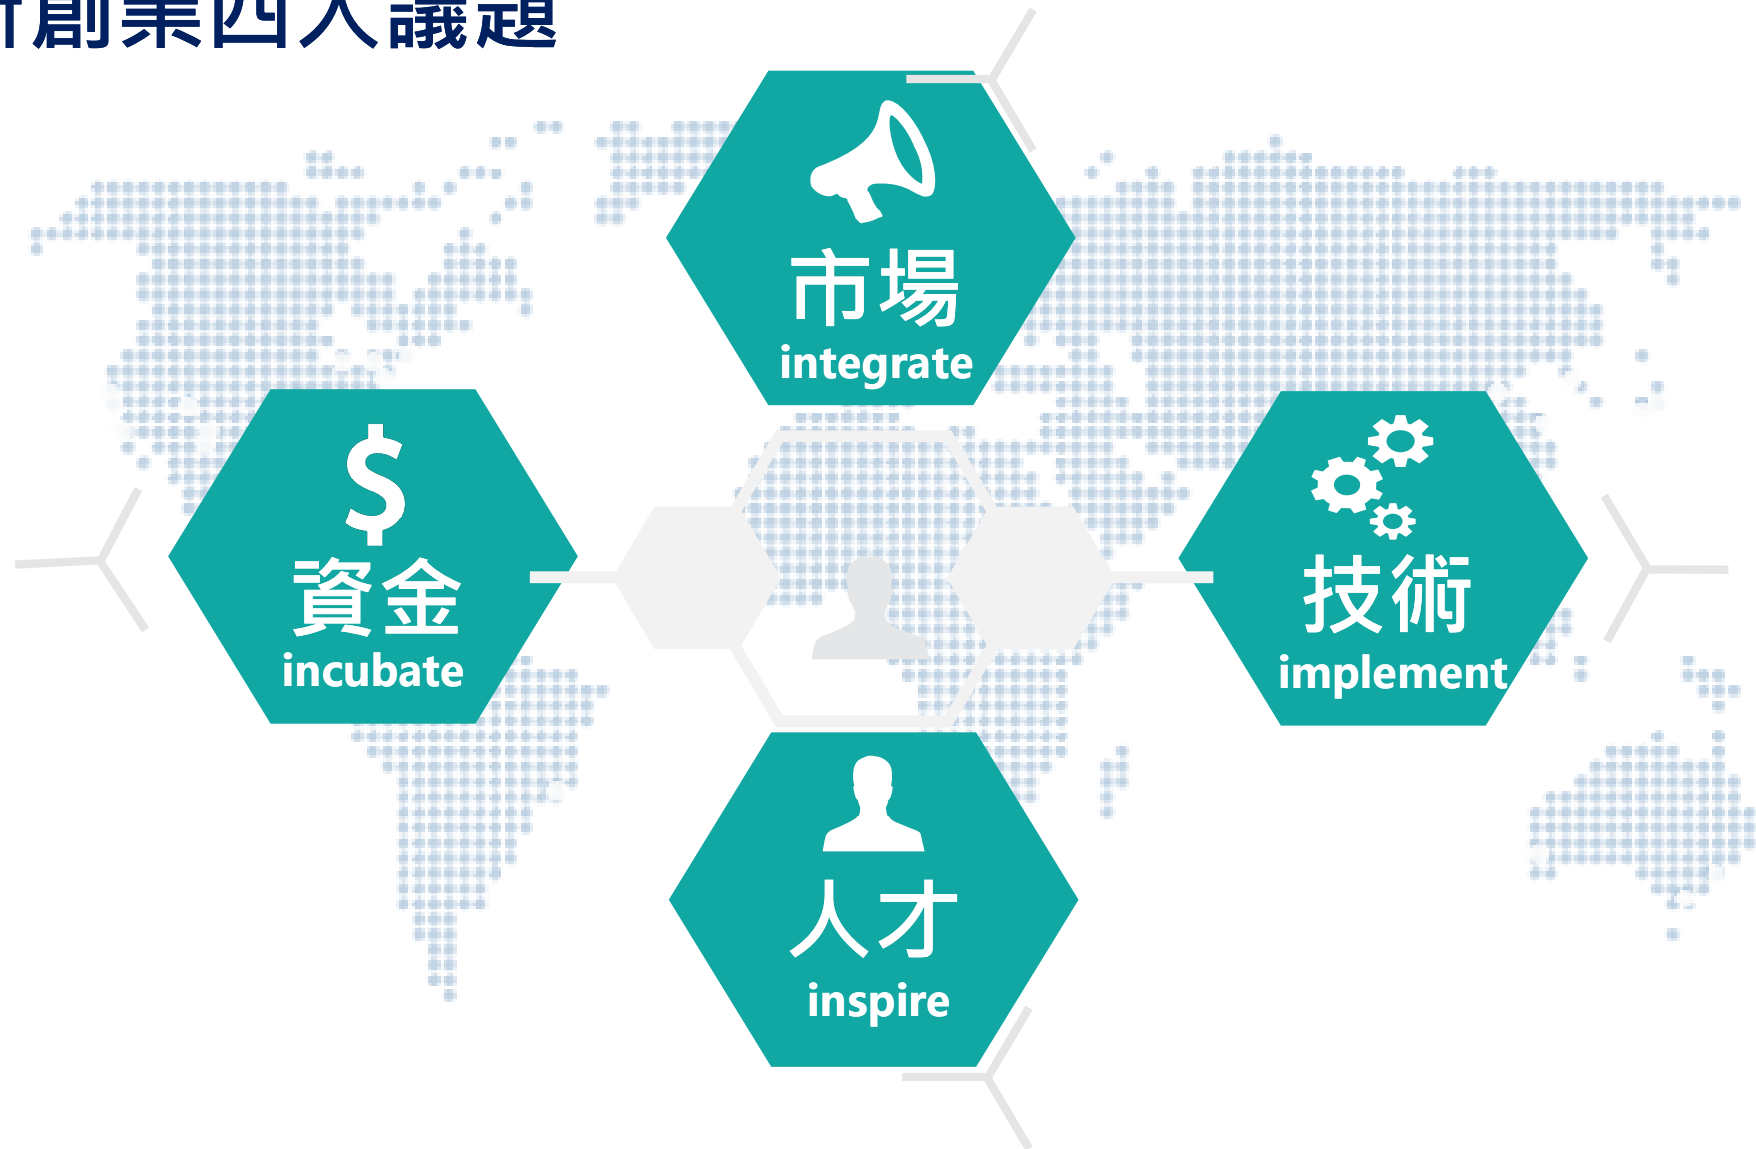 創業四大議題
市場
integrate
資金
incubate
技術
implement
人才
inspire